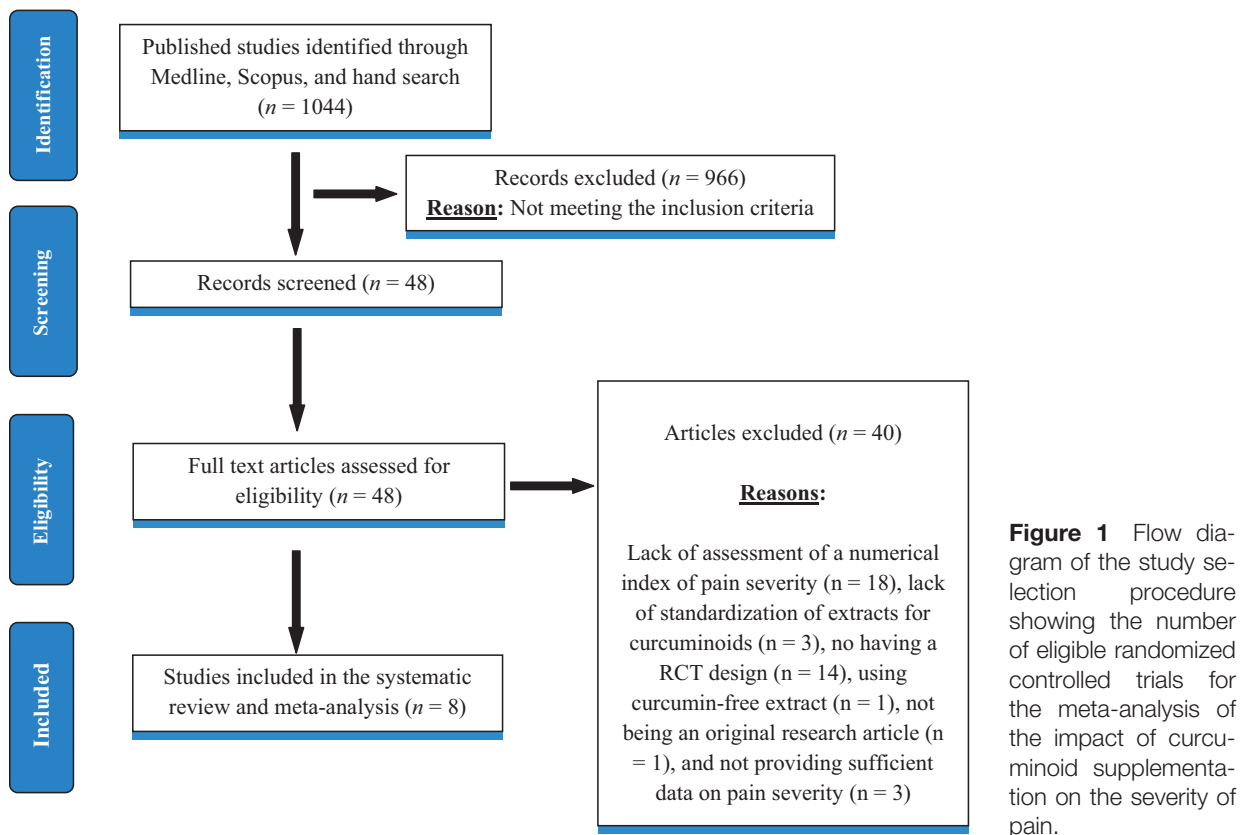 Identification
Published studies identified through
Medline, Scopus, and hand search
(n = 1044)
Records excluded (n = 966)
Reason: Not meeting the inclusion criteria
Screening
Records screened (n = 48)
Eligibility
Full text articles assessed for
eligibility (n = 48)
Articles excluded (n = 40)
Reasons:
Lack of assessment of a numerical
index of pain severity (n = 18), lack
of standardization of extracts for
curcuminoids (n = 3), no having a
RCT design (n = 14), using
curcumin-free extract (n = 1), not
being an original research article (n
= 1), and not providing sufficient
data on pain severity (n = 3)
Included
Studies included in the systematic
review and meta-analysis (n = 8)
Figure 1 Flow dia-
gram of the study se-
lection procedure
showing the number
of eligible randomized
controlled trials for
the meta-analysis of
the impact of curcu-
minoid supplementa-
tion on the severity of
pain.